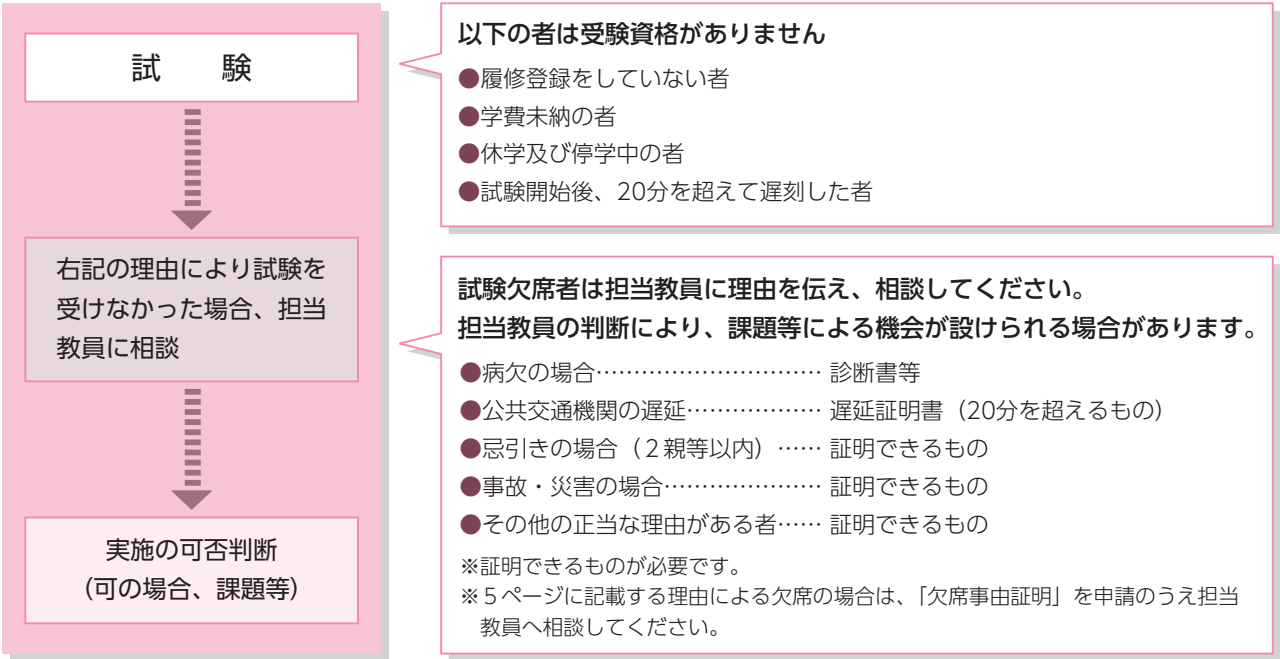 試　　験
右記の理由により試験を
受けなかった場合、担当
教員に相談
実施の可否判断
(可の場合、課題等)
以下の者は受験資格がありません
●履修登録をしていない者
●学費未納の者
●休学及び停学中の者
●試験開始後、20分を超えて遅刻した者
試験欠席者は担当教員に理由を伝え、相談してください。
担当教員の判断により、課題等による機会が設けられる場合があります。
●病欠の場合………………………… 診断書等
●公共交通機関の遅延……………… 遅延証明書（20分を超えるもの）
●忌引きの場合（２親等以内）…… 証明できるもの
●事故・災害の場合………………… 証明できるもの
●その他の正当な理由がある者…… 証明できるもの
※証明できるものが必要です。
※５ページに記載する理由による欠席の場合は、「欠席事由証明」を申請のうえ担当
教員へ相談してください。